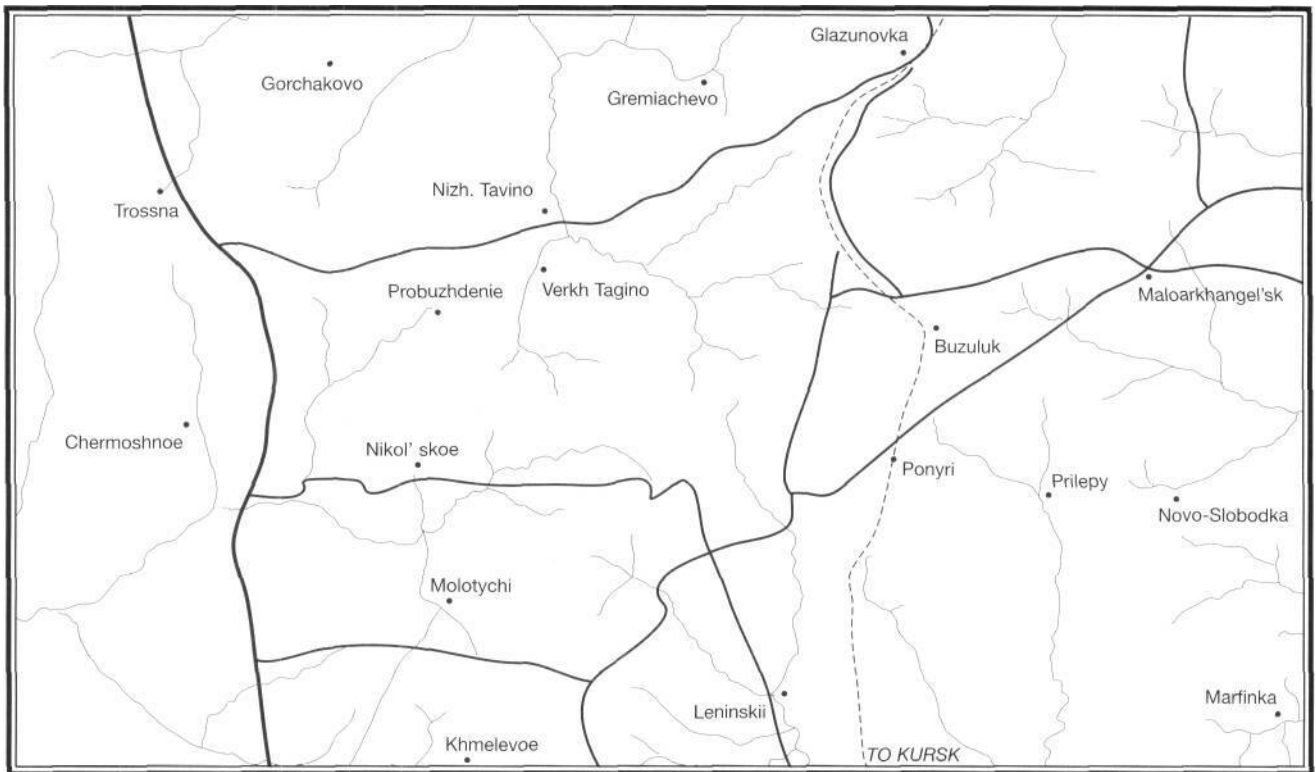 Glazunovka
Gorchakovo
Gremiachevo
Nizh. Tavino
Trossna
Probuzhdenie
Verkh Tagino
Maloarkhangel'sk
Buzuluk
Chermoshnoe
Nikol' skoe
Ponyri
Prilepy
Novo-Slobodka
Molotychi
Leninskii
Marfinka
Khmelevoe
TO KURSK